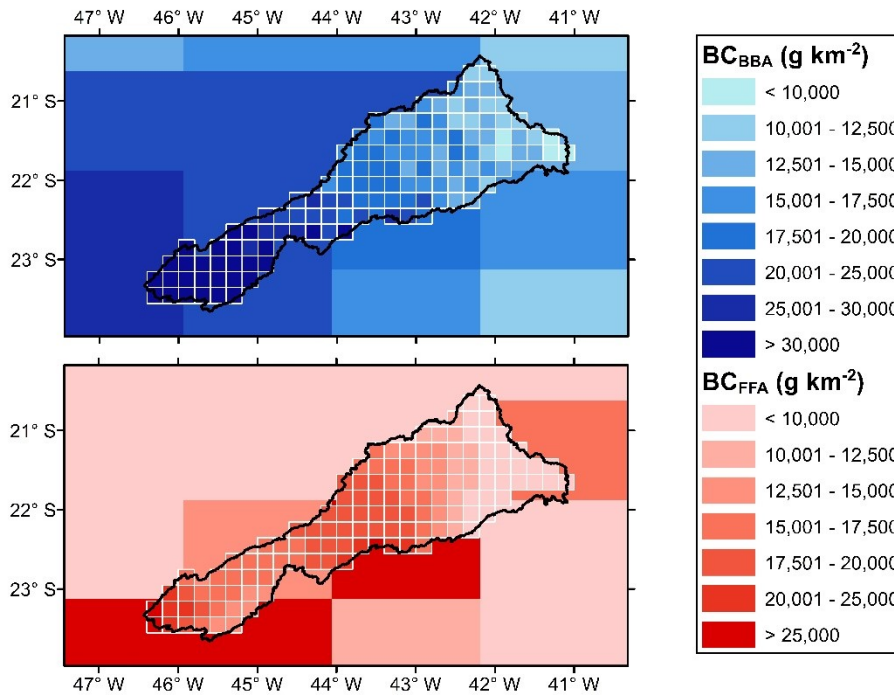 47° W 46° W 45° W 44° W 43° W 42° W 41° W
21° S
22° S
23° S
BC_BBA (g km⁻²)
< 10,000
10,001 - 12,500
12,501 - 15,000
15,001 - 17,500
17,501 - 20,000
20,001 - 25,000
25,001 - 30,000
> 30,000
21° S
22° S
23° S
47° W 46° W 45° W 44° W 43° W 42° W 41° W
BC_FFA (g km⁻²)
< 10,000
10,001 - 12,500
12,501 - 15,000
15,001 - 17,500
17,501 - 20,000
20,001 - 25,000
> 25,000